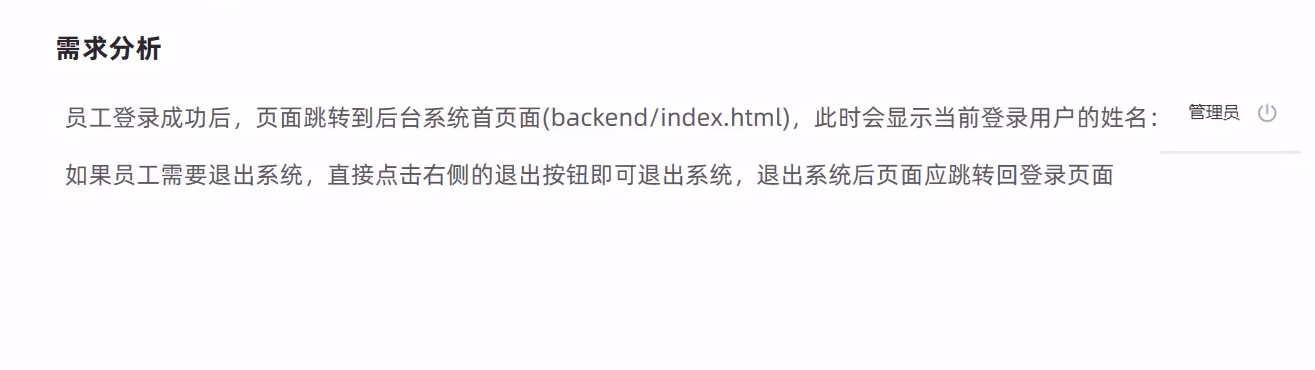 需求分析
员工登录成功后，页面跳转到后台系统首页面(backend/index.html)，此时会显示当前登录用户的姓名： 管理员
如果员工需要退出系统，直接点击右侧的退出按钮即可退出系统，退出系统后页面应跳转回登录页面